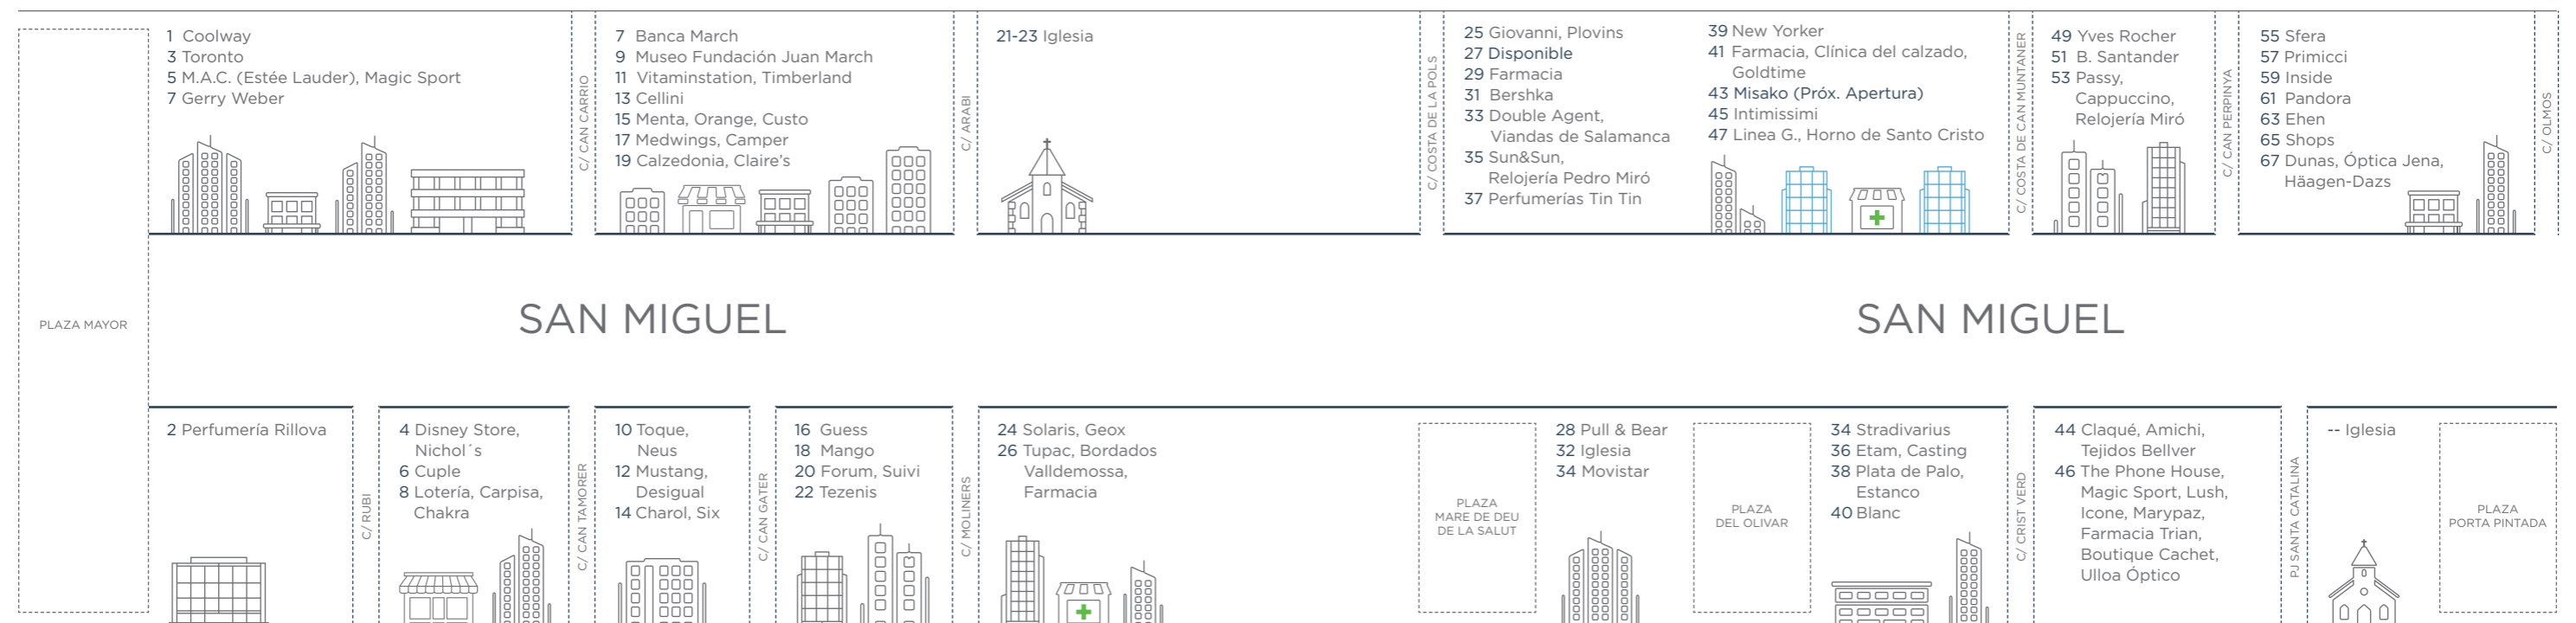 1 Coolway
3 Toronto
5 M.A.C. (Estée Lauder), Magic Sport
7 Gerry Weber
C/ CAN CARRIO
7 Banca March
9 Museo Fundación Juan March
11 Vitaminstation, Timberland
13 Cellini
15 Menta, Orange, Custo
17 Medwings, Camper
19 Calzedonia, Claire's
C/ ARABI
21-23 Iglesia
C/ COSTA DE LA POLS
25 Giovanni, Plovins
27 Disponible
29 Farmacia
31 Bershka
33 Double Agent,
Viandas de Salamanca
35 Sun&Sun,
Relojería Pedro Miró
37 Perfumerías Tin Tin
39 New Yorker
41 Farmacia, Clínica del calzado,
Goldtime
43 Misako (Próx. Apertura)
45 Intimissimi
47 Linea G., Horno de Santo Cristo
C/ COSTA DE CAN MUNTANER
49 Yves Rocher
51 B. Santander
53 Passy,
Cappuccino,
Relojería Miró
C/ CAN PERPINYA
55 Sfera
57 Primicci
59 Inside
61 Pandora
63 Ehen
65 Shops
67 Dunas, Óptica Jena,
Häagen-Dazs
C/ OLMOS
PLAZA MAYOR
SAN MIGUEL
SAN MIGUEL
2 Perfumería Rillova
C/ RUBI
4 Disney Store,
Nichol´s
6 Cuple
8 Lotería, Carpisa,
Chakra
C/ CAN TAMORER
10 Toque,
Neus
12 Mustang,
Desigual
14 Charol, Six
C/ CAN GATER
16 Guess
18 Mango
20 Forum, Suivi
22 Tezenis
C/ MOLINERS
24 Solaris, Geox
26 Tupac, Bordados
Valldemossa,
Farmacia
PLAZA
MARE DE DEU
DE LA SALUT
28 Pull & Bear
32 Iglesia
34 Movistar
PLAZA
DEL OLIVAR
34 Stradivarius
36 Etam, Casting
38 Plata de Palo,
Estanco
40 Blanc
C/ CRIST VERD
44 Claqué, Amichi,
Tejidos Bellver
46 The Phone House,
Magic Sport, Lush,
Icone, Marypaz,
Farmacia Trian,
Boutique Cachet,
Ulloa Óptico
PJ SANTA CATALINA
-- Iglesia
PLAZA
PORTA PINTADA